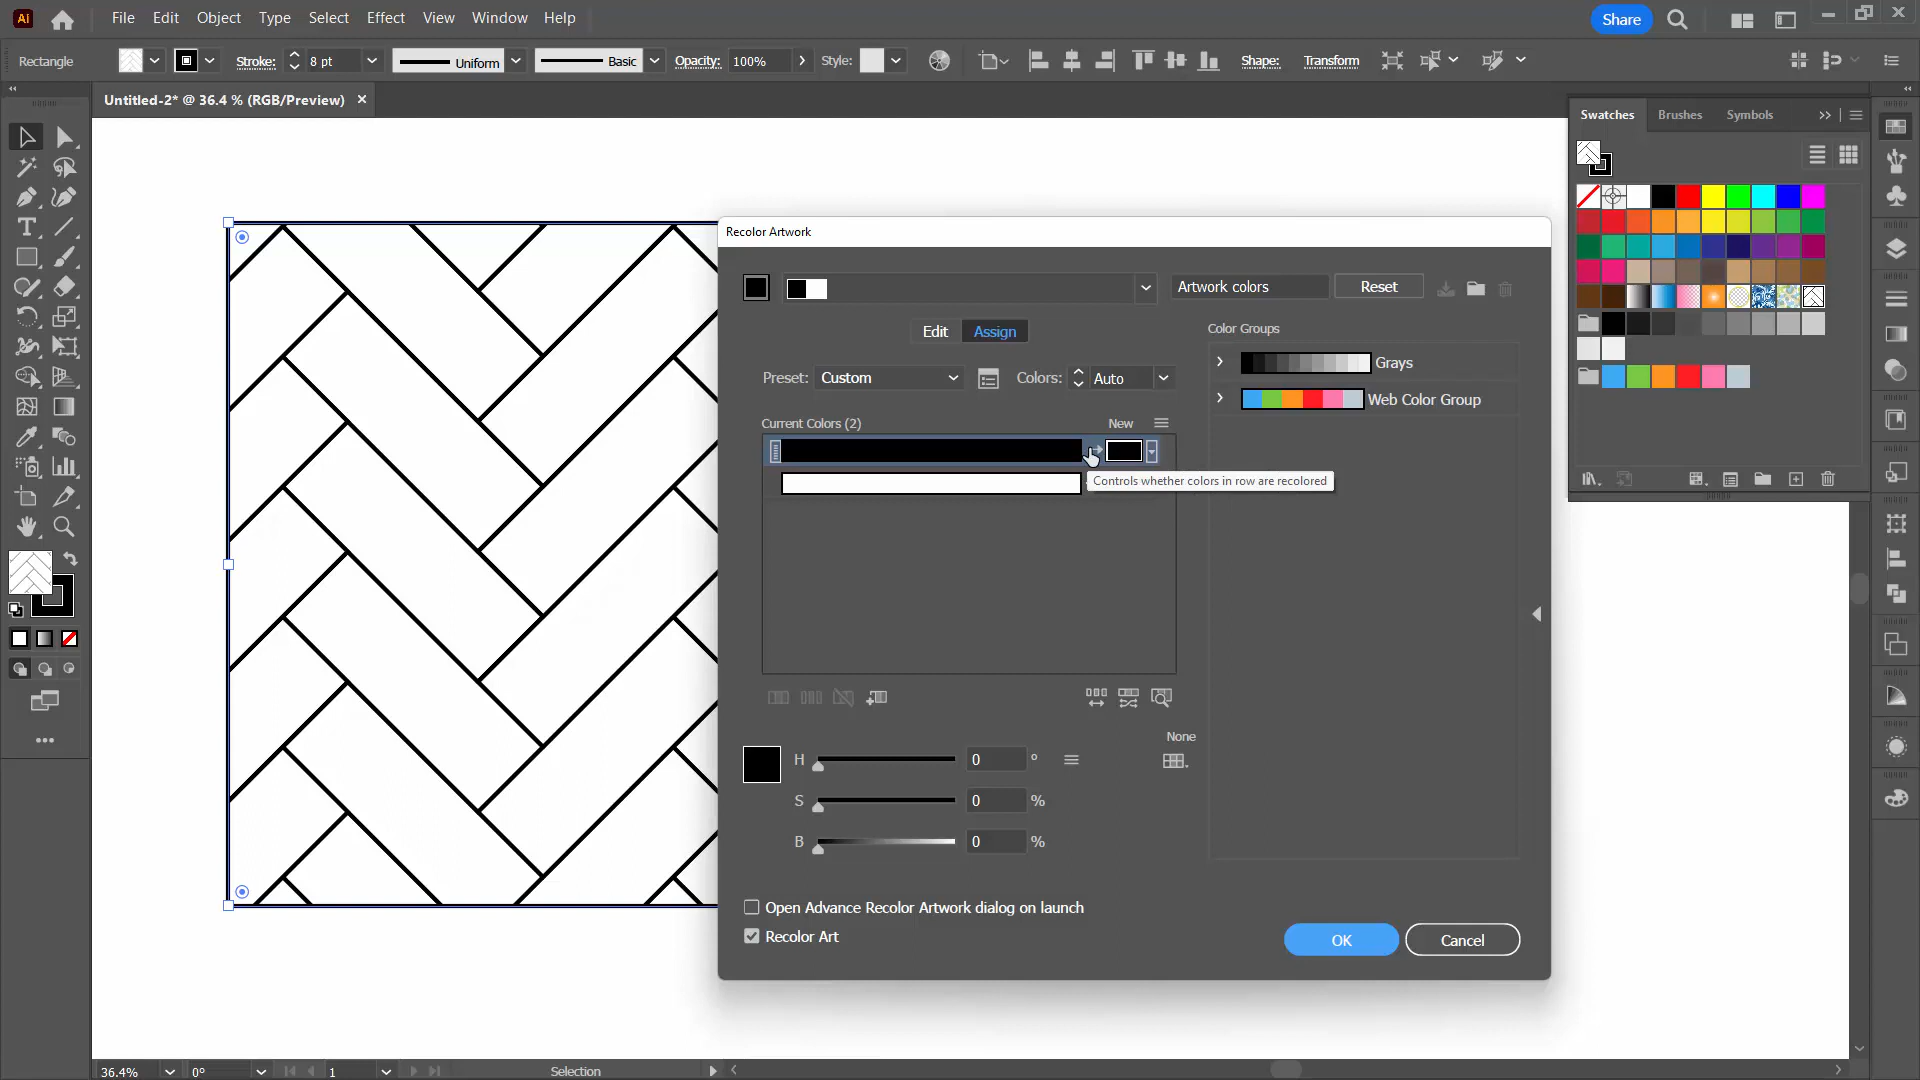 Ai File Edit Object Type Select Effect View Window Help Share
Rectangle Stroke: 8 pt Uniform Basic Opacity: 100% Style: Shape: Transform
Untitled-2* @ 36.4 % (RGB/Preview) ×
Swatches Brushes Symbols
Recolor Artwork
Artwork colors Reset
Edit Assign
Color Groups
Preset: Custom Colors: Auto
Grays
Web Color Group
Current Colors (2) New
Controls whether colors in row are recolored
None
H 0 °
S 0 %
B 0 %
Open Advance Recolor Artwork dialog on launch
Recolor Art
OK Cancel
36.4% 0° 1 Selection